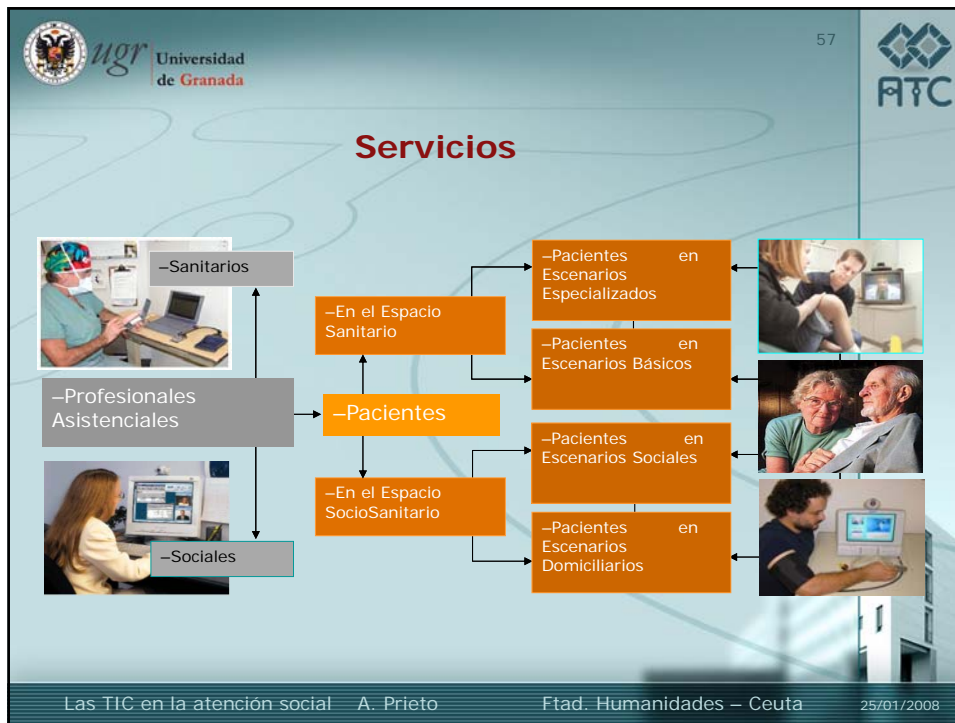 57
ugr Universidad
de Granada
ATC
Servicios
–Sanitarios
–Profesionales
Asistenciales
–Sociales
–Pacientes
–En el Espacio
Sanitario
–En el Espacio
SocioSanitario
–Pacientes en
Escenarios
Especializados
–Pacientes en
Escenarios Básicos
–Pacientes en
Escenarios Sociales
–Pacientes en
Escenarios
Domiciliarios
Las TIC en la atención social A. Prieto Ftad. Humanidades – Ceuta 25/01/2008